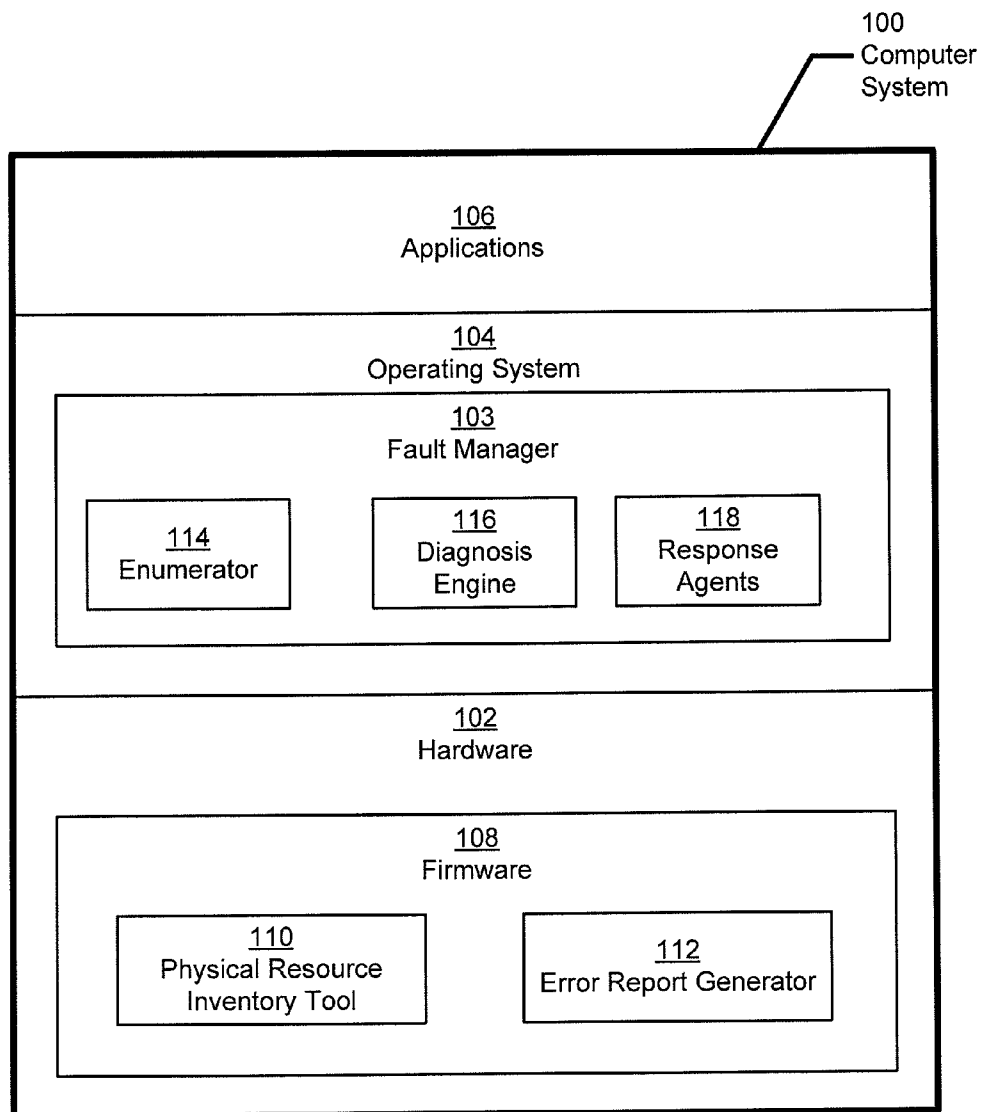 100
Computer
System
106
Applications
104
Operating System
103
Fault Manager
114
Enumerator
116
Diagnosis
Engine
118
Response
Agents
102
Hardware
108
Firmware
110
Physical Resource
Inventory Tool
112
Error Report Generator